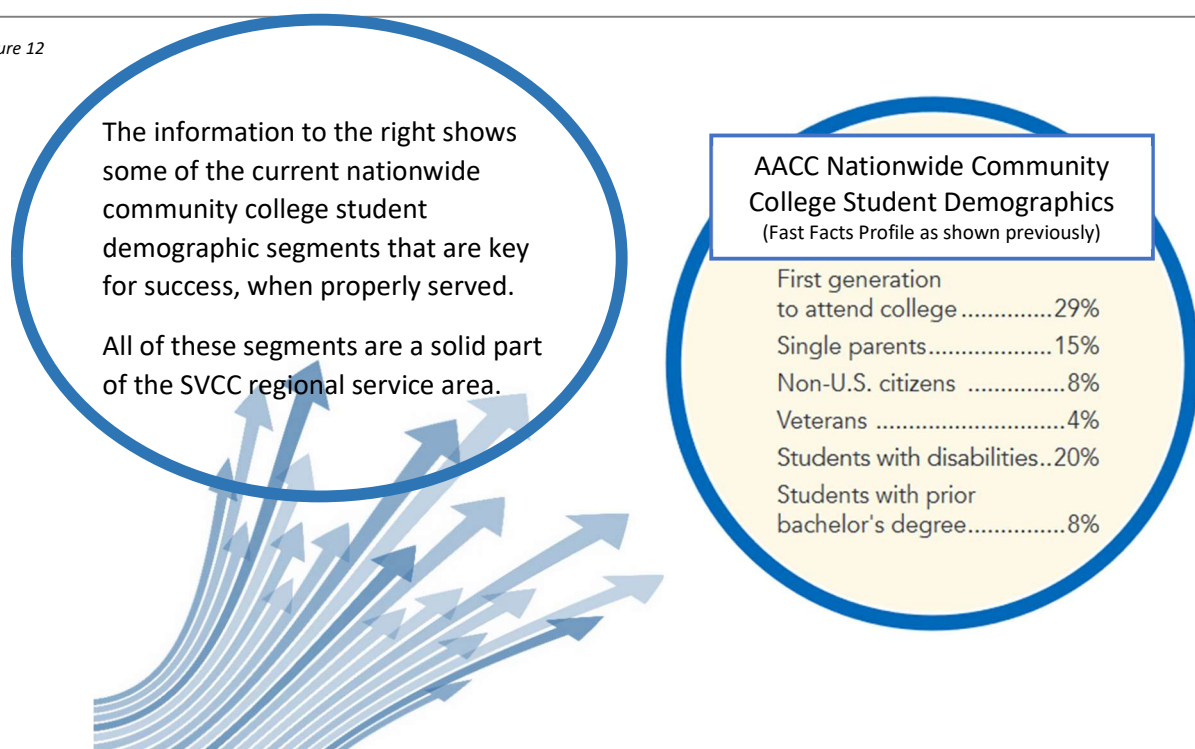 ure 12
The information to the right shows
some of the current nationwide
community college student
demographic segments that are key
for success, when properly served.
All of these segments are a solid part
of the SVCC regional service area.
AACC Nationwide Community
College Student Demographics
(Fast Facts Profile as shown previously)
First generation
to attend college..............29%
Single parents....................15%
Non-U.S. citizens ...............8%
Veterans ............................4%
Students with disabilities..20%
Students with prior
bachelor's degree...............8%